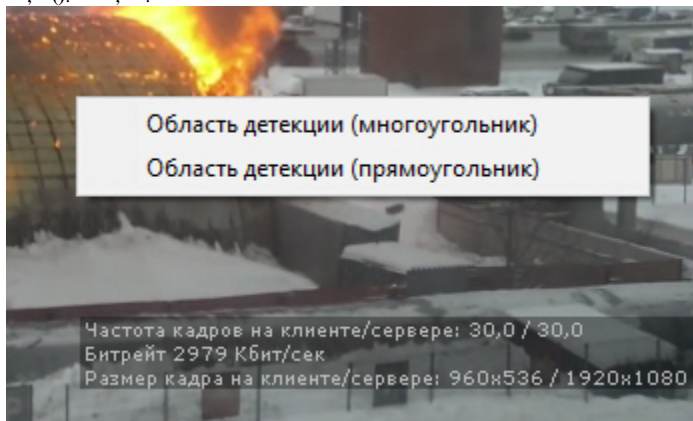 Область детекции (многоугольник)
Область детекции (прямоугольник)
Частота кадров на клиенте/сервере: 30,0 / 30,0
Битрейт 2979 Кбит/сек
Размер кадра на клиенте/сервере: 960x536 / 1920x1080